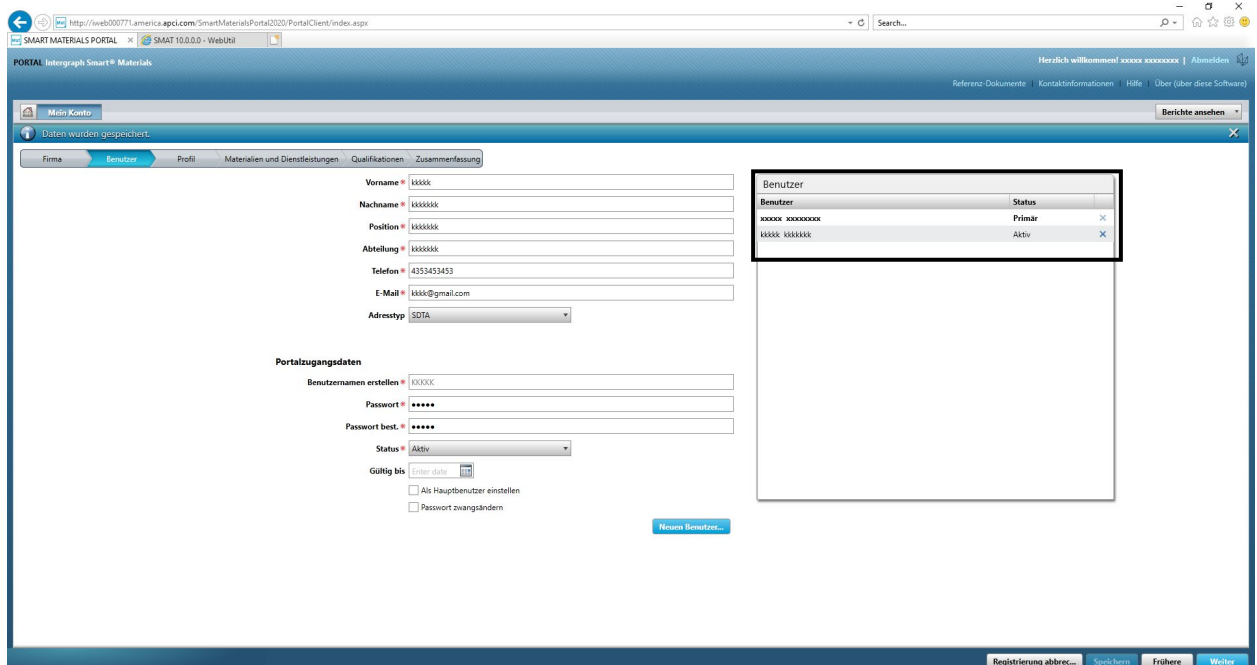 http://iweb000771.america.apci.com/SmartMaterialsPortal2020/PortalClient/index.aspx
Search...
SMART MATERIALS PORTAL
SMAT 10.0.0.0 - WebUtil
PORTAL Intergraph Smart® Materials
Herzlich willkommen! xxxxx xxxxxxxx | Abmelden
Referenz-Dokumente | Kontaktinformationen | Hilfe | Über (über diese Software)
Mein Konto
Berichte ansehen
Daten wurden gespeichert.
Firma Benutzer Profil Materialien und Dienstleistungen Qualifikationen Zusammenfassung
Vorname * kkkkk
Nachname * kkkkkkk
Position * kkkkkkk
Abteilung * kkkkkkk
Telefon * 4353453453
E-Mail * kkkk@gmail.com
Adresstyp SDTA
Portalzugangsdaten
Benutzernamen erstellen * KKKKK
Passwort * •••••
Passwort best. * •••••
Status * Aktiv
Gültig bis Enter date
Als Hauptbenutzer einstellen
Passwort zwangsändern
Neuen Benutzer...
Benutzer
Benutzer Status
xxxxx xxxxxxxx Primär
kkkkk kkkkkkk Aktiv
Registrierung abbrec... Speichern Frühere Weiter